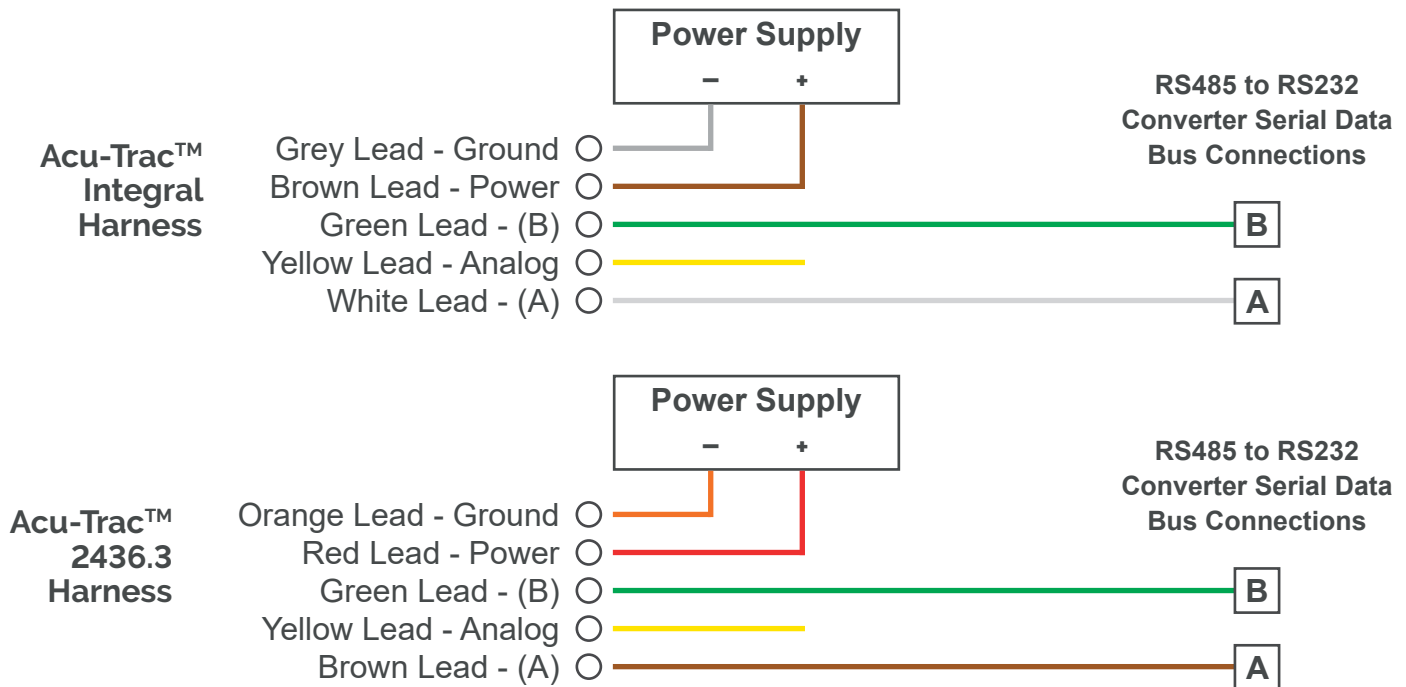 Power Supply
– +
RS485 to RS232
Converter Serial Data
Bus Connections
Acu-Trac™
Integral
Harness
Grey Lead - Ground
Brown Lead - Power
Green Lead - (B)
Yellow Lead - Analog
White Lead - (A)
B
A
Power Supply
– +
RS485 to RS232
Converter Serial Data
Bus Connections
Acu-Trac™
2436.3
Harness
Orange Lead - Ground
Red Lead - Power
Green Lead - (B)
Yellow Lead - Analog
Brown Lead - (A)
B
A